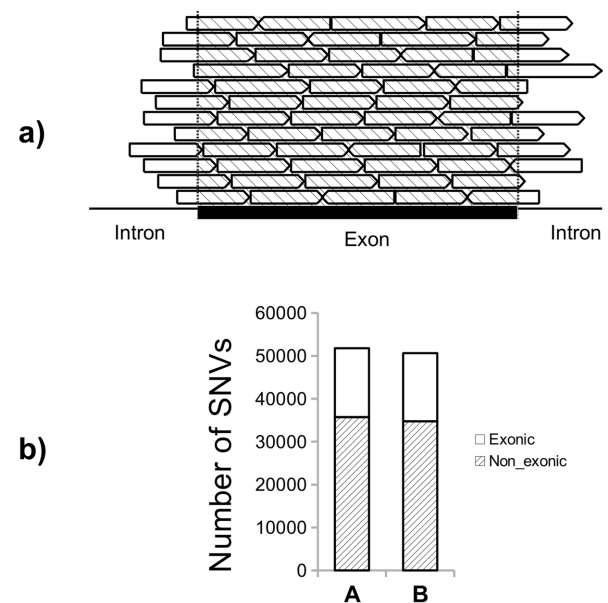 a)
Intron
Exon
Intron
b)
Number of SNVs
60000
50000
40000
30000
20000
10000
0
A
B
Exonic
Non_exonic